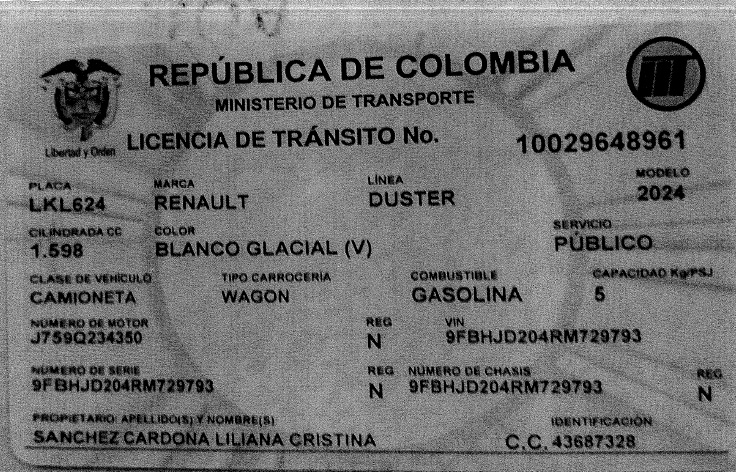 REPÚBLICA DE COLOMBIA
MINISTERIO DE TRANSPORTE
Libertad y Orden
LICENCIA DE TRÁNSITO No. 10029648961
PLACA MARCA LÍNEA MODELO
LKL624 RENAULT DUSTER 2024
CILINDRADA CC COLOR SERVICIO
1.598 BLANCO GLACIAL (V) PÚBLICO
CLASE DE VEHÍCULO TIPO CARROCERÍA COMBUSTIBLE CAPACIDAD Kg/PSJ
CAMIONETA WAGON GASOLINA 5
NÚMERO DE MOTOR REG VIN
J759Q234350 N 9FBHJD204RM729793
NÚMERO DE SERIE REG NÚMERO DE CHASIS REG
9FBHJD204RM729793 N 9FBHJD204RM729793 N
PROPIETARIO: APELLIDO(S) Y NOMBRE(S) IDENTIFICACIÓN
SANCHEZ CARDONA LILIANA CRISTINA C.C. 43687328